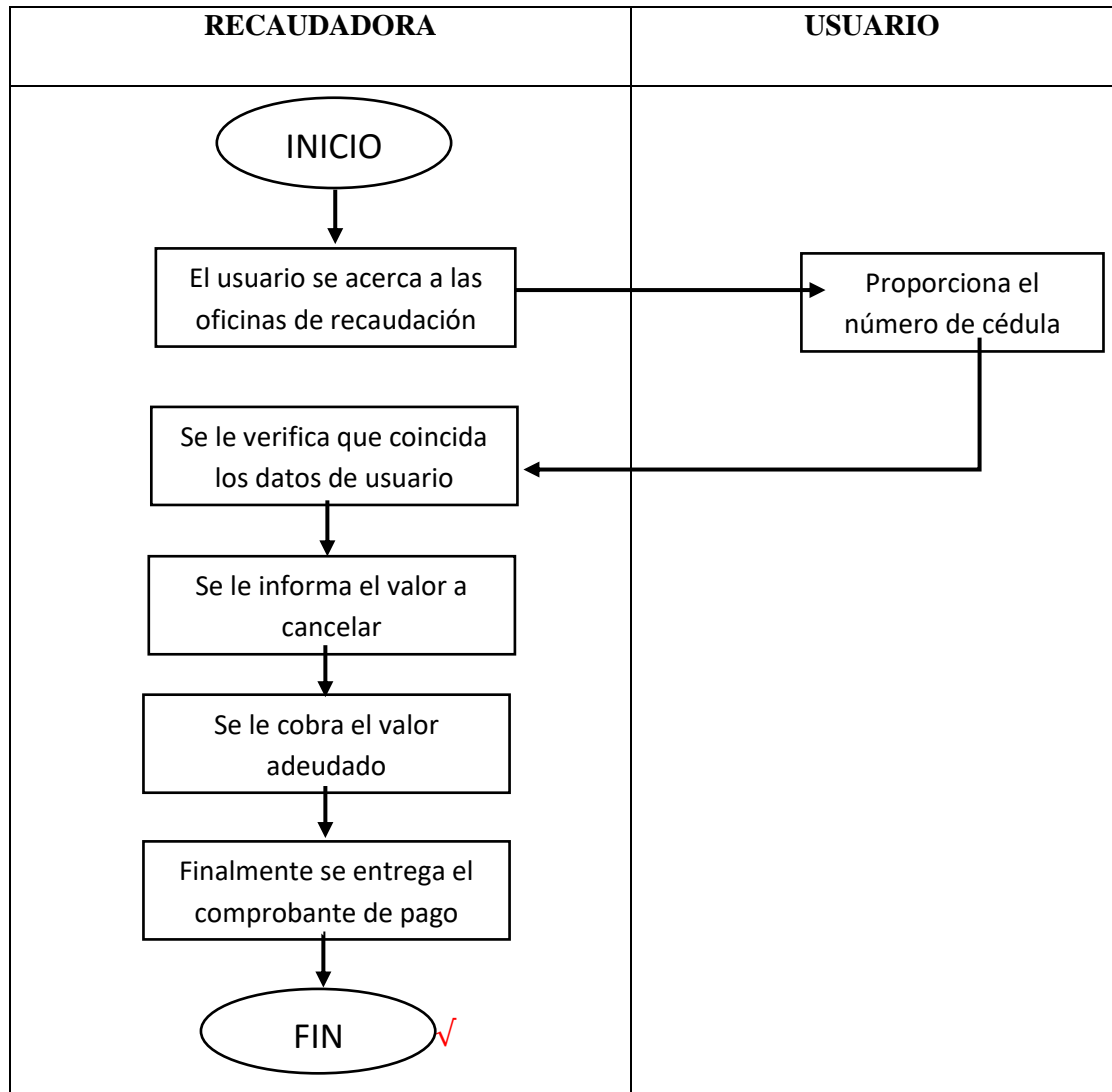 RECAUDADORA
USUARIO
INICIO
El usuario se acerca a las
oficinas de recaudación
Proporciona el
número de cédula
Se le verifica que coincida
los datos de usuario
Se le informa el valor a
cancelar
Se le cobra el valor
adeudado
Finalmente se entrega el
comprobante de pago
FIN √